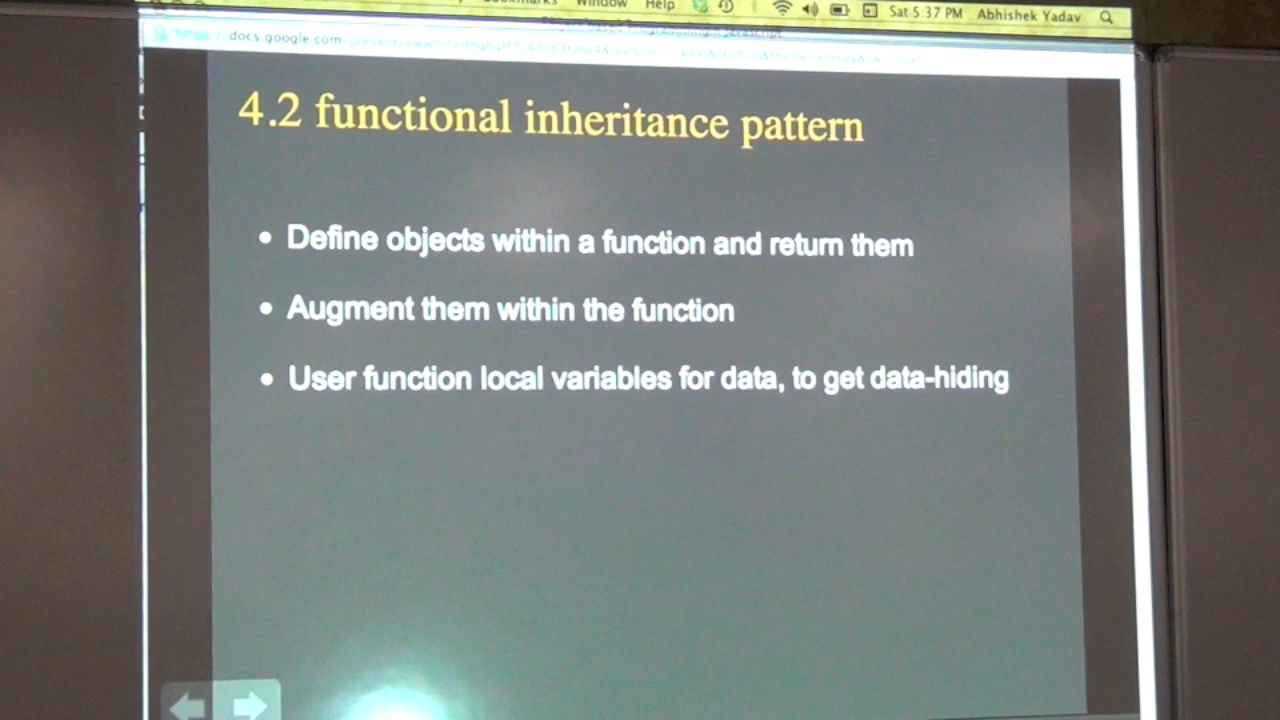 Window Help Sat 5:37 PM Abhishek Yadav
docs.google.com
4.2 functional inheritance pattern
• Define objects within a function and return them
• Augment them within the function
• User function local variables for data, to get data-hiding